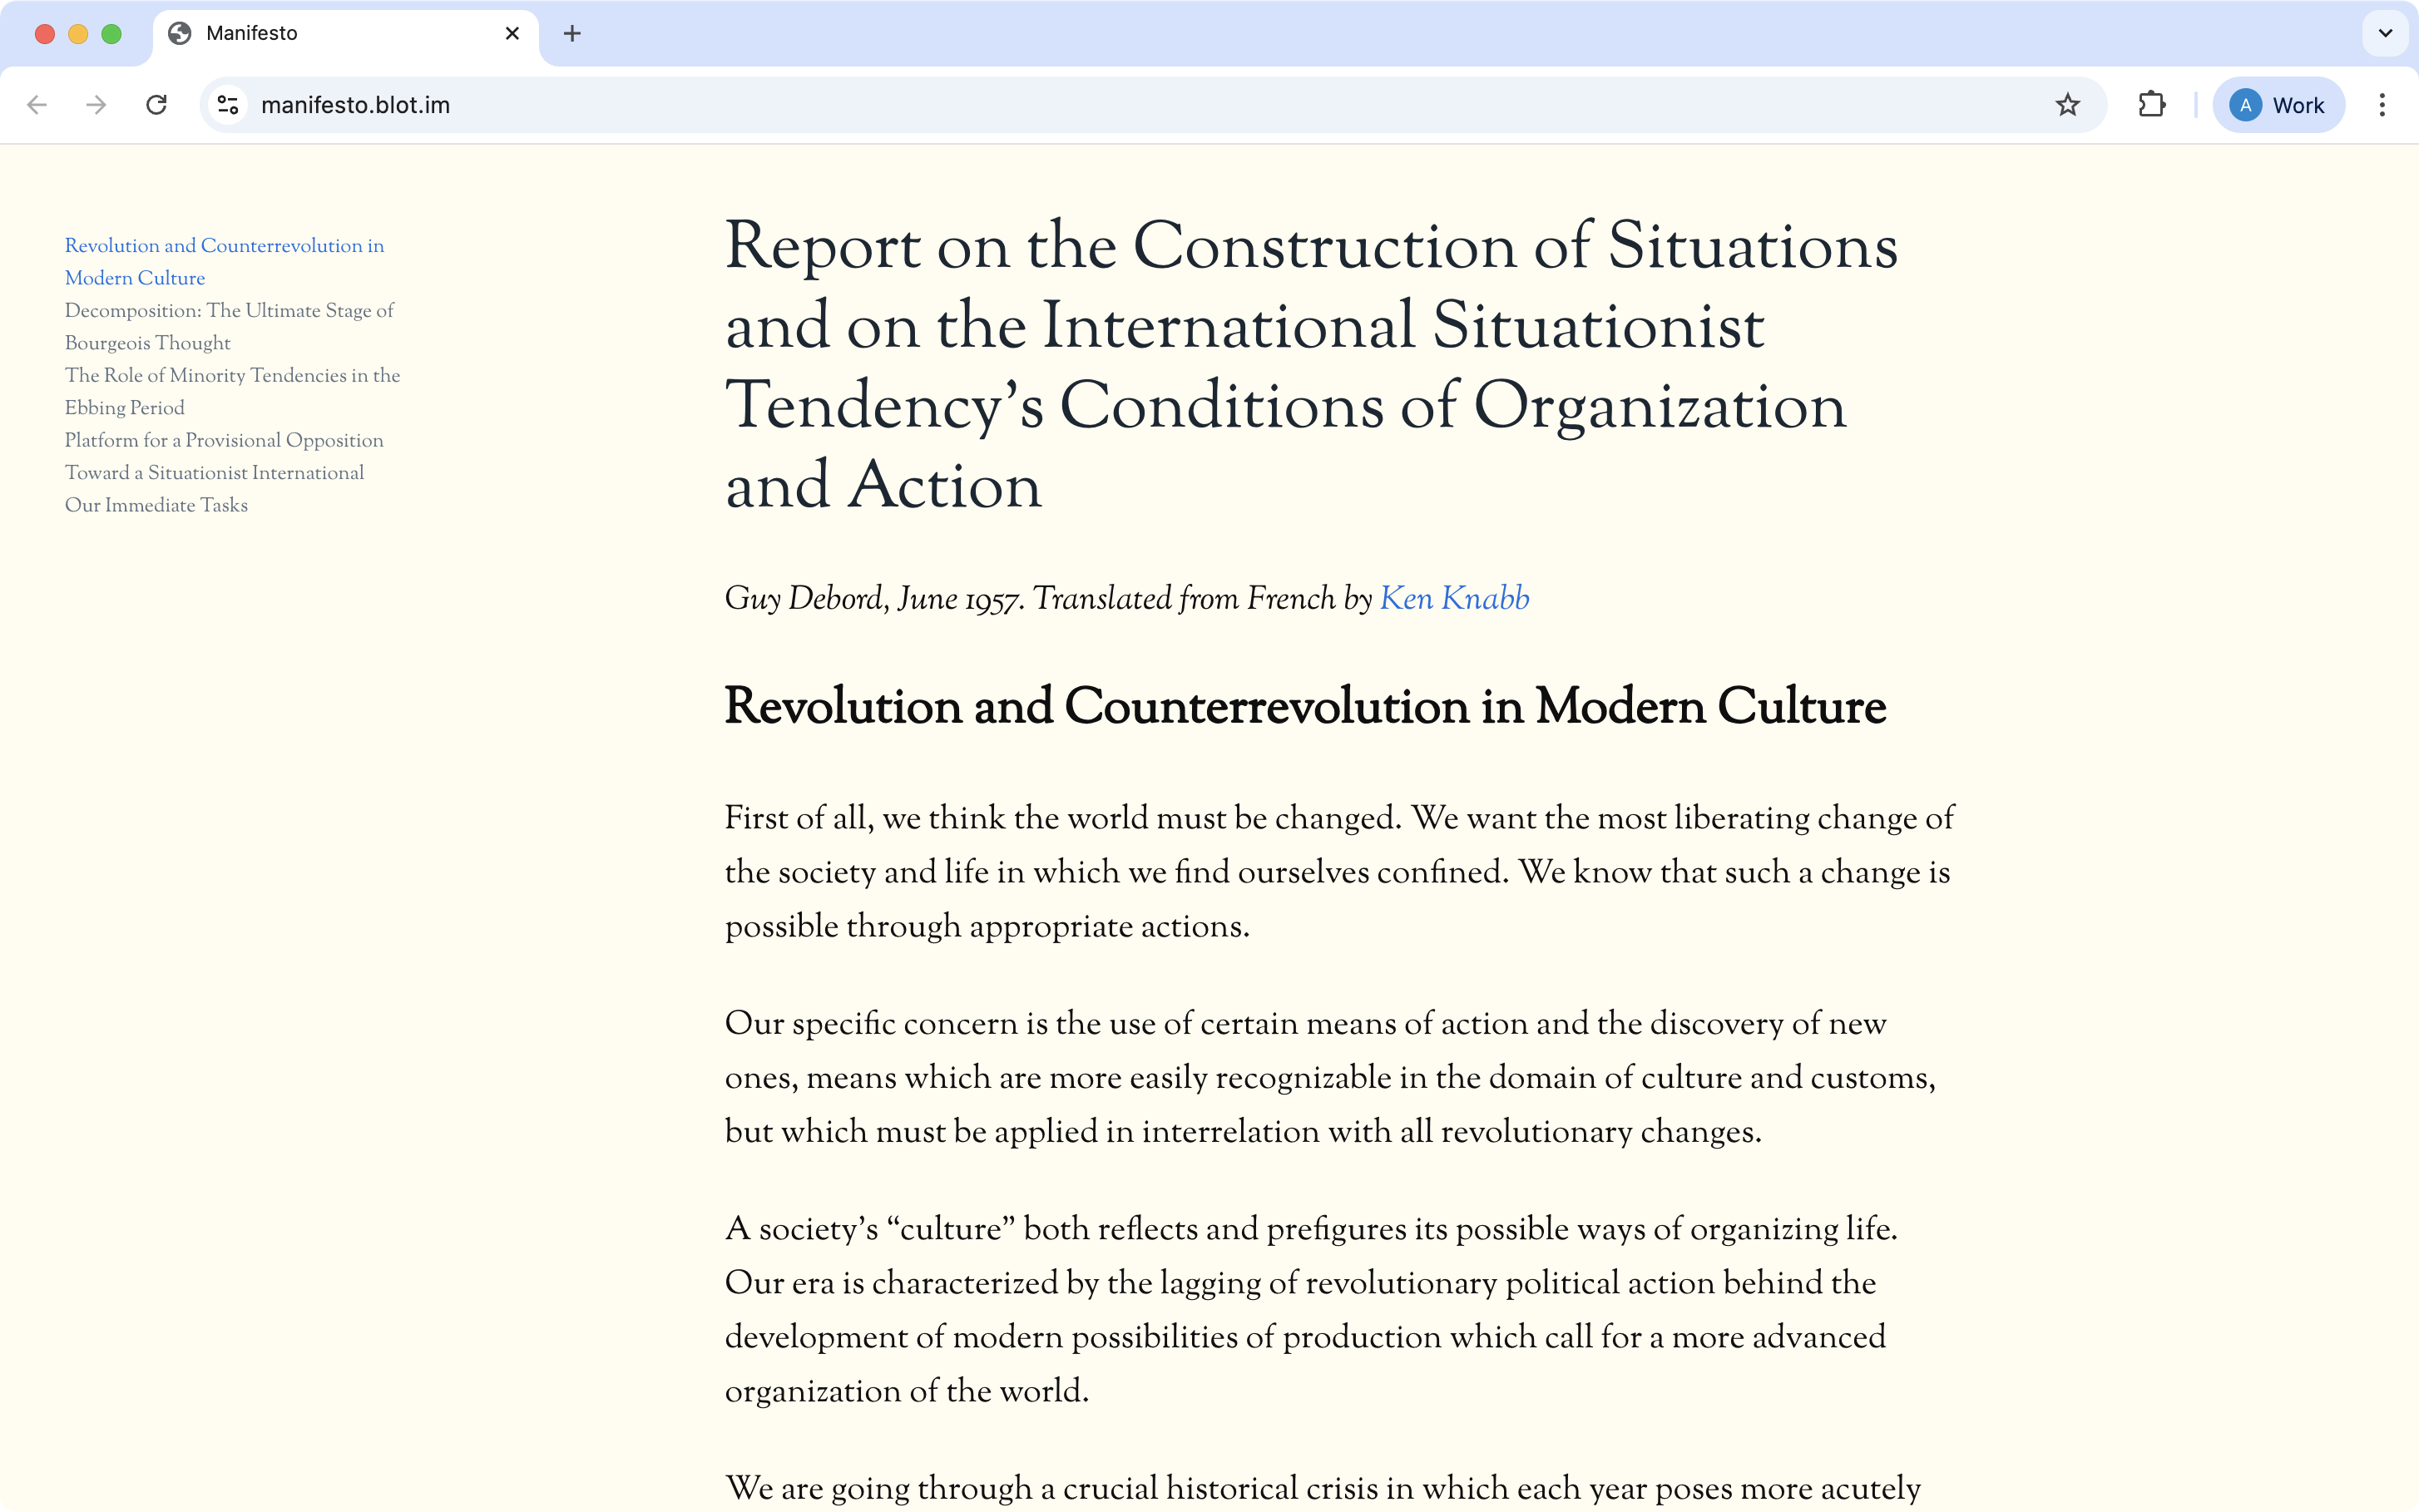 Manifesto
manifesto.blot.im
A Work
Revolution and Counterrevolution in
Modern Culture
Decomposition: The Ultimate Stage of
Bourgeois Thought
The Role of Minority Tendencies in the
Ebbing Period
Platform for a Provisional Opposition
Toward a Situationist International
Our Immediate Tasks
Report on the Construction of Situations
and on the International Situationist
Tendency’s Conditions of Organization
and Action
Guy Debord, June 1957. Translated from French by Ken Knabb
Revolution and Counterrevolution in Modern Culture
First of all, we think the world must be changed. We want the most liberating change of
the society and life in which we find ourselves confined. We know that such a change is
possible through appropriate actions.
Our specific concern is the use of certain means of action and the discovery of new
ones, means which are more easily recognizable in the domain of culture and customs,
but which must be applied in interrelation with all revolutionary changes.
A society’s “culture” both reflects and prefigures its possible ways of organizing life.
Our era is characterized by the lagging of revolutionary political action behind the
development of modern possibilities of production which call for a more advanced
organization of the world.
We are going through a crucial historical crisis in which each year poses more acutely